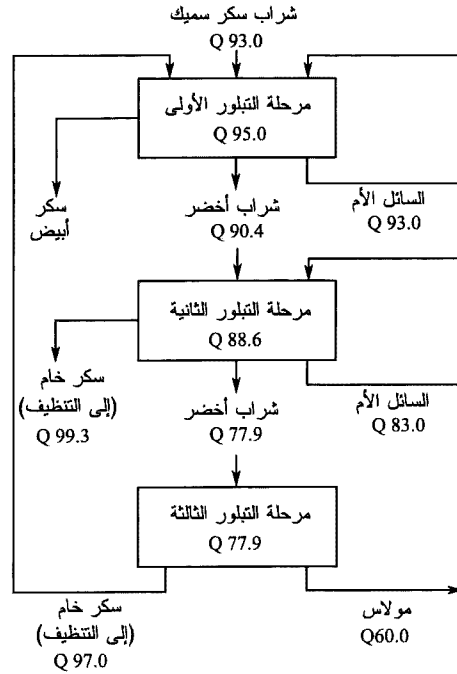 شراب سكر سميك
Q 93.0
مرحلة التبلور الأولى
Q 95.0
سكر
أبيض
شراب أخضر
Q 90.4
السائل الأم
Q 93.0
مرحلة التبلور الثانية
Q 88.6
سكر خام
(إلى التنظيف)
Q 99.3
شراب أخضر
Q 77.9
السائل الأم
Q 83.0
مرحلة التبلور الثالثة
Q 77.9
سكر خام
(إلى التنظيف)
Q 97.0
مولاس
Q60.0